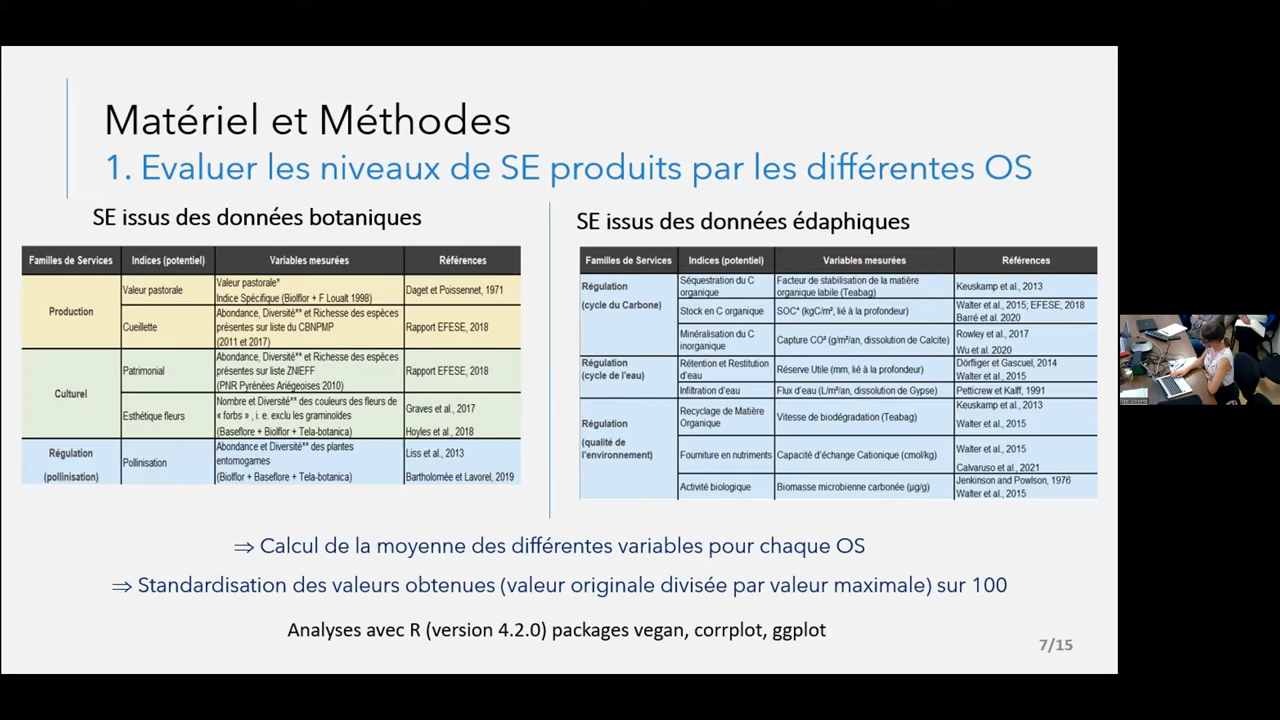 Matériel et Méthodes
1. Evaluer les niveaux de SE produits par les différentes OS
SE issus des données botaniques
Familles de Services Indices (potentiel) Variables mesurées Références
Production
Valeur pastorale
Valeur pastorale*
Indice Spécifique (Biolflor + F Loualt 1998)
Daget et Poissennet, 1971
Cueillette
Abondance, Diversité** et Richesse des espèces
présentes sur liste du CBNPMP
(2011 et 2017)
Rapport EFESE, 2018
Culturel
Patrimonial
Abondance, Diversité** et Richesse des espèces
présentes sur liste ZNIEFF
(PNR Pyrénées Ariégeoises 2010)
Rapport EFESE, 2018
Esthétique fleurs
Nombre et Diversité** des couleurs des fleurs de
« forbs » , i. e. exclu les graminoïdes
(Baseflore + Biolflor + Tela-botanica)
Graves et al., 2017
Hoyles et al., 2018
Régulation
(pollinisation)
Pollinisation
Abondance et Diversité** des plantes
entomogames
(Biolflor + Baseflore + Tela-botanica)
Liss et al., 2013
Bartholomée et Lavorel, 2019
SE issus des données édaphiques
Familles de Services Indices (potentiel) Variables mesurées Références
Régulation
(cycle du Carbone)
Séquestration du C
organique
Facteur de stabilisation de la matière
organique labile (Teabag)
Keuskamp et al., 2013
Stock en C organique
SOC* (kgC/m², lié à la profondeur)
Walter et al., 2015; EFESE, 2018
Barré et al. 2020
Minéralisation du C
inorganique
Capture CO² (g/m²/an, dissolution de Calcite)
Rowley et al., 2017
Wu et al. 2020
Régulation
(cycle de l'eau)
Rétention et Restitution
d'eau
Réserve Utile (mm, lié à la profondeur)
Dörfliger et Gascuel, 2014
Walter et al., 2015
Infiltration d'eau
Flux d'eau (L/m²/an, dissolution de Gypse)
Petticrew et Kalff, 1991
Régulation
(qualité de
l'environnement)
Recyclage de Matière
Organique
Vitesse de biodégradation (Teabag)
Keuskamp et al., 2013
Walter et al., 2015
Fourniture en nutriments
Capacité d'échange Cationique (cmol/kg)
Walter et al., 2015
Calvaruso et al., 2021
Activité biologique
Biomasse microbienne carbonée (µg/g)
Jenkinson and Powlson, 1976
Walter et al., 2015
⇒ Calcul de la moyenne des différentes variables pour chaque OS
⇒ Standardisation des valeurs obtenues (valeur originale divisée par valeur maximale) sur 100
Analyses avec R (version 4.2.0) packages vegan, corrplot, ggplot
7/15